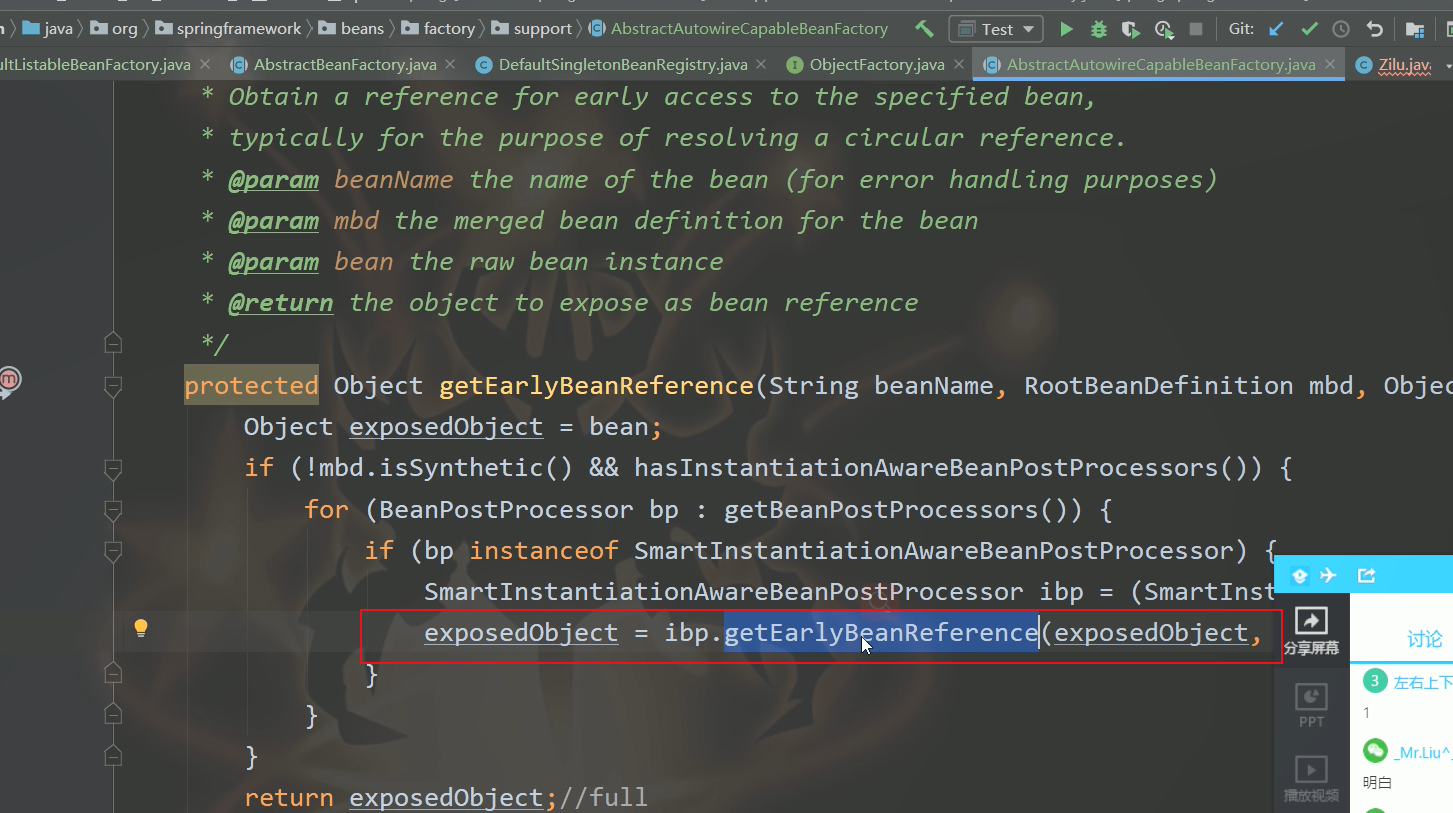 java org springframework beans factory support AbstractAutowireCapableBeanFactory Test Git:
ultListableBeanFactory.java AbstractBeanFactory.java DefaultSingletonBeanRegistry.java ObjectFactory.java AbstractAutowireCapableBeanFactory.java Zilu.java
* Obtain a reference for early access to the specified bean,
* typically for the purpose of resolving a circular reference.
* @param beanName the name of the bean (for error handling purposes)
* @param mbd the merged bean definition for the bean
* @param bean the raw bean instance
* @return the object to expose as bean reference
*/
protected Object getEarlyBeanReference(String beanName, RootBeanDefinition mbd, Objec
Object exposedObject = bean;
if (!mbd.isSynthetic() && hasInstantiationAwareBeanPostProcessors()) {
for (BeanPostProcessor bp : getBeanPostProcessors()) {
if (bp instanceof SmartInstantiationAwareBeanPostProcessor) {
SmartInstantiationAwareBeanPostProcessor ibp = (SmartInst
exposedObject = ibp.getEarlyBeanReference(exposedObject,
}
}
}
return exposedObject;//full
分享屏幕
PPT
播放视频
讨论
3 左右上下
1
_Mr.Liu^
明白